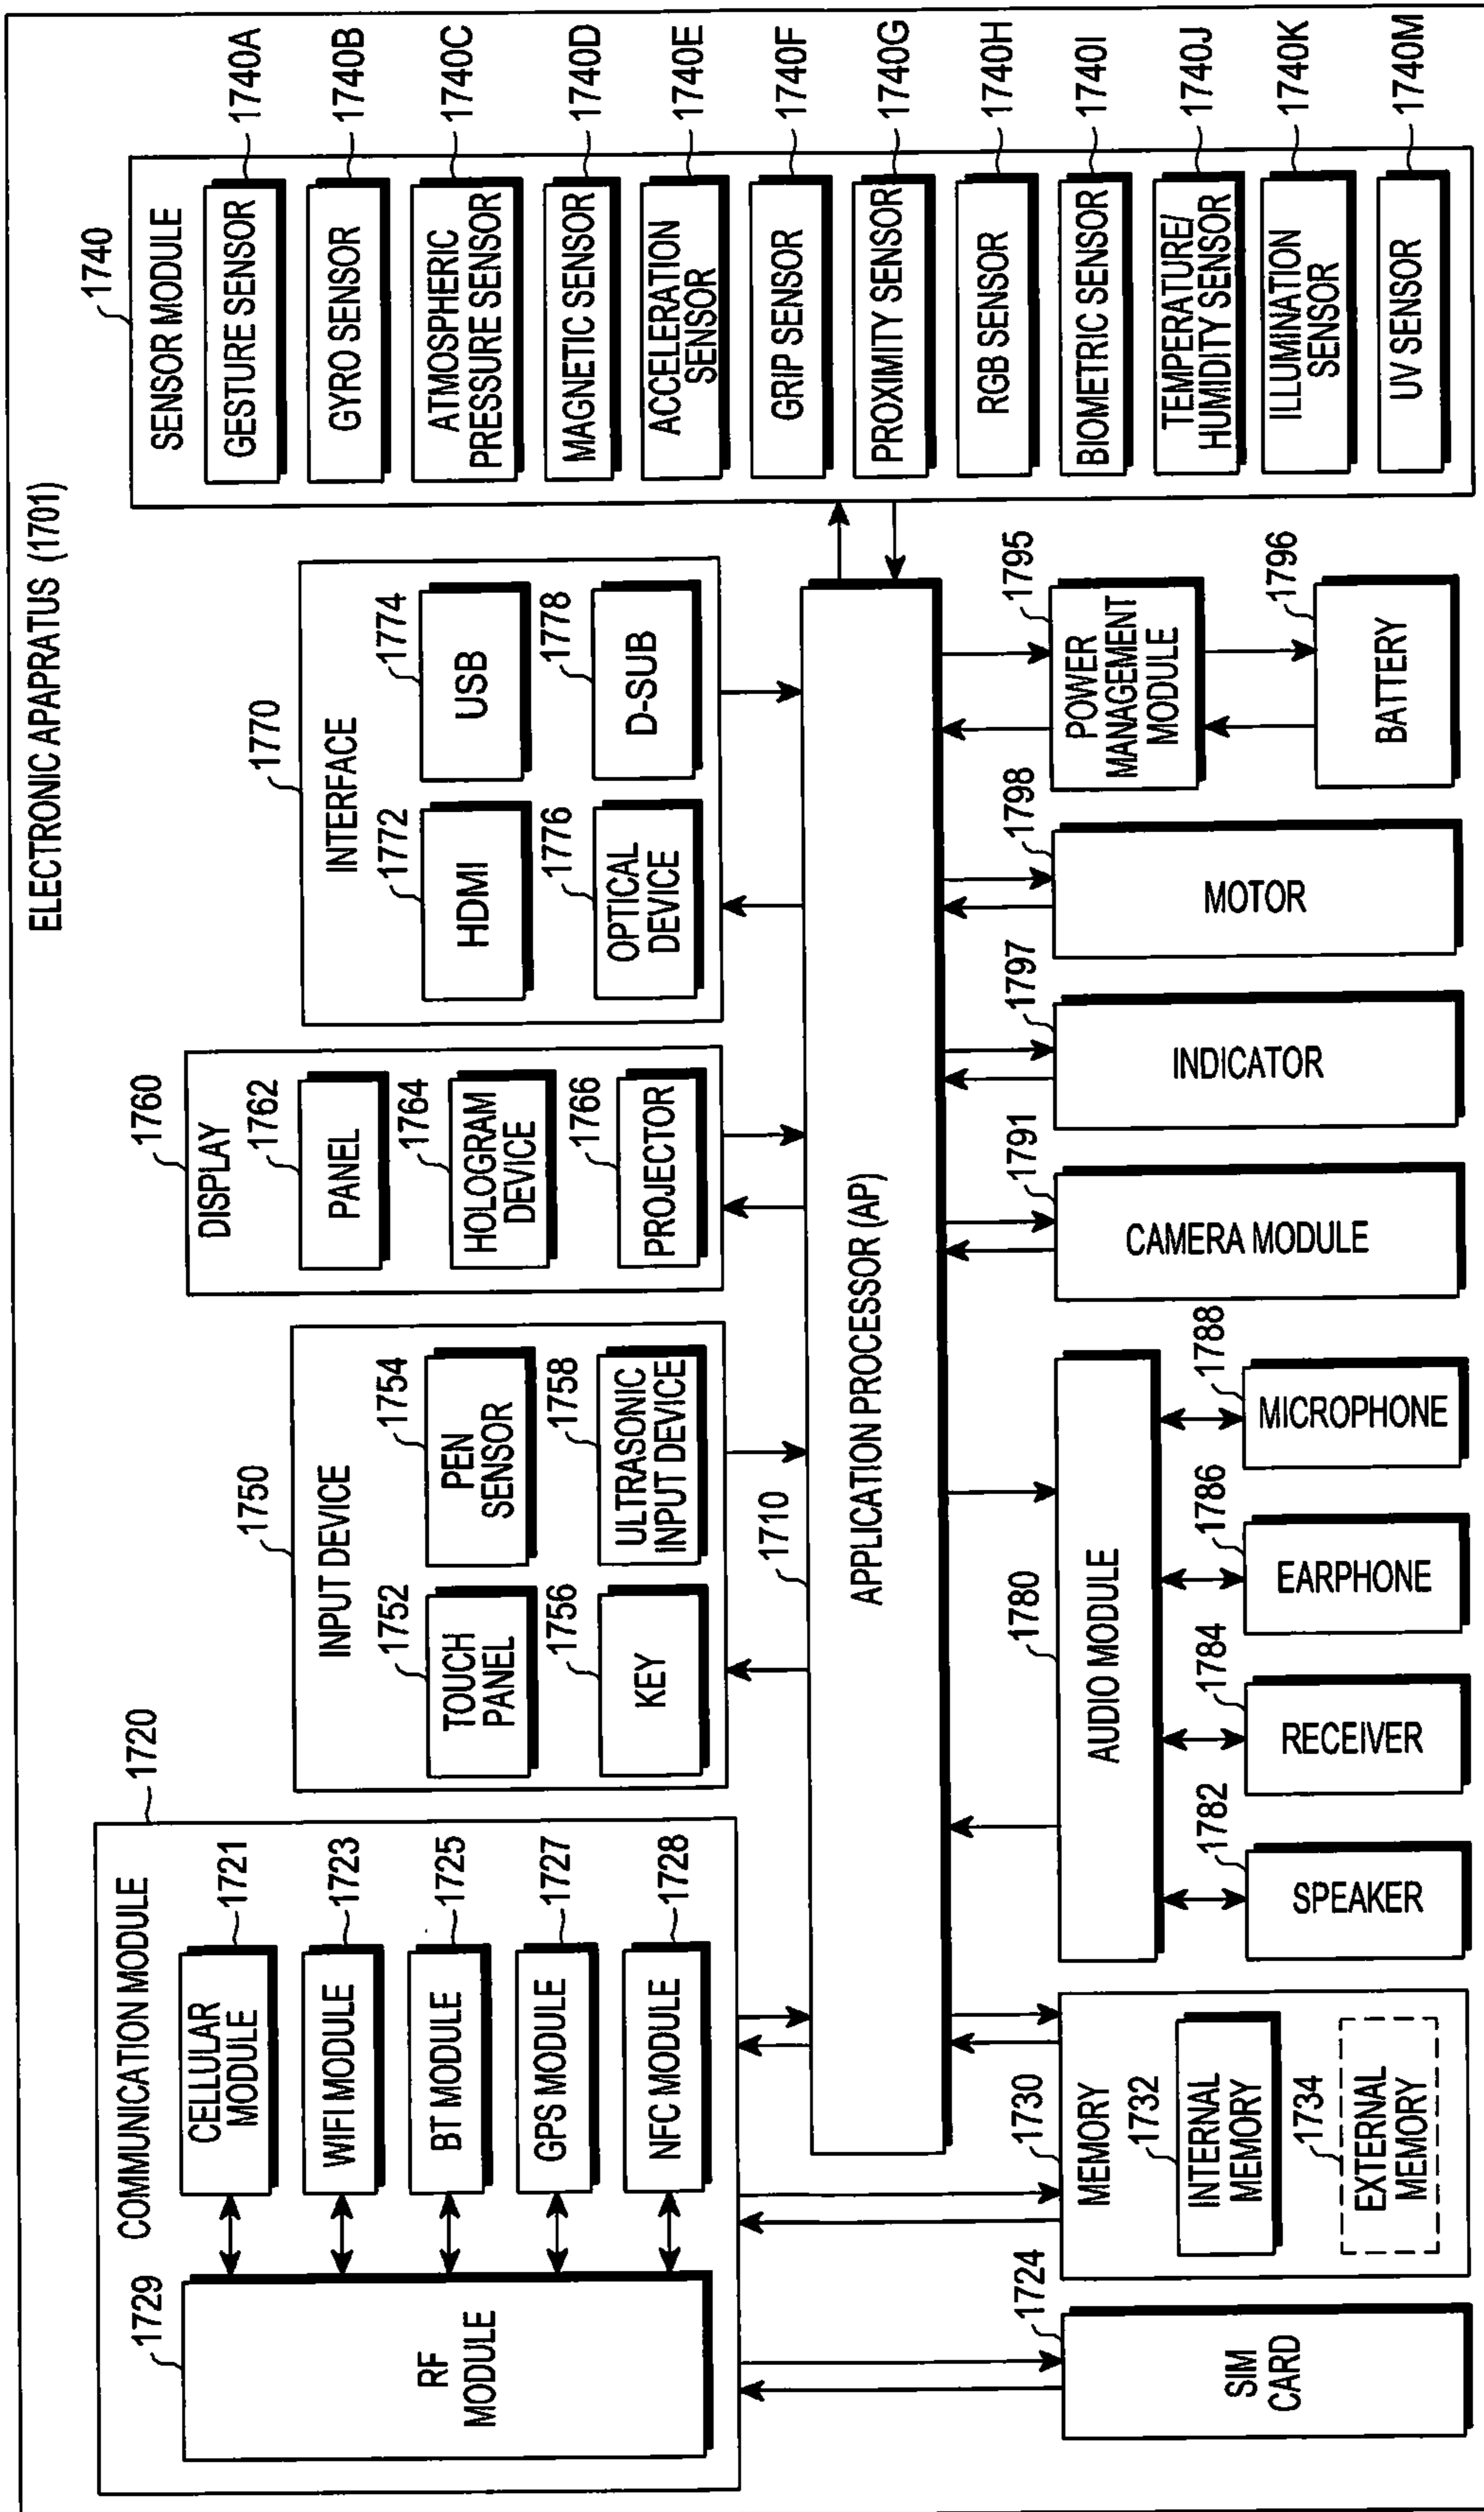 ELECTRONIC APAPRATUS (1701)
1720
COMMUNICATION MODULE
1729
RF
MODULE
CELLULAR
MODULE
1721
WIFI MODULE
1723
BT MODULE
1725
GPS MODULE
1727
NFC MODULE
1728
1750
INPUT DEVICE
1752
TOUCH
PANEL
1754
PEN
SENSOR
1756
KEY
1758
ULTRASONIC
INPUT DEVICE
1760
DISPLAY
1762
PANEL
1764
HOLOGRAM
DEVICE
1766
PROJECTOR
1770
INTERFACE
1772
HDMI
1774
USB
1776
OPTICAL
DEVICE
1778
D-SUB
1740
SENSOR MODULE
GESTURE SENSOR
1740A
GYRO SENSOR
1740B
ATMOSPHERIC
PRESSURE SENSOR
1740C
MAGNETIC SENSOR
1740D
ACCELERATION
SENSOR
1740E
GRIP SENSOR
1740F
PROXIMITY SENSOR
1740G
RGB SENSOR
1740H
BIOMETRIC SENSOR
1740I
TEMPERATURE/
HUMIDITY SENSOR
1740J
ILLUMINATION
SENSOR
1740K
UV SENSOR
1740M
1710
APPLICATION PROCESSOR (AP)
1724
SIM
CARD
1730
MEMORY
1732
INTERNAL
MEMORY
1734
EXTERNAL
MEMORY
1780
AUDIO MODULE
1782
SPEAKER
1784
RECEIVER
1786
EARPHONE
1788
MICROPHONE
1791
CAMERA MODULE
1797
INDICATOR
1798
MOTOR
1795
POWER
MANAGEMENT
MODULE
1796
BATTERY